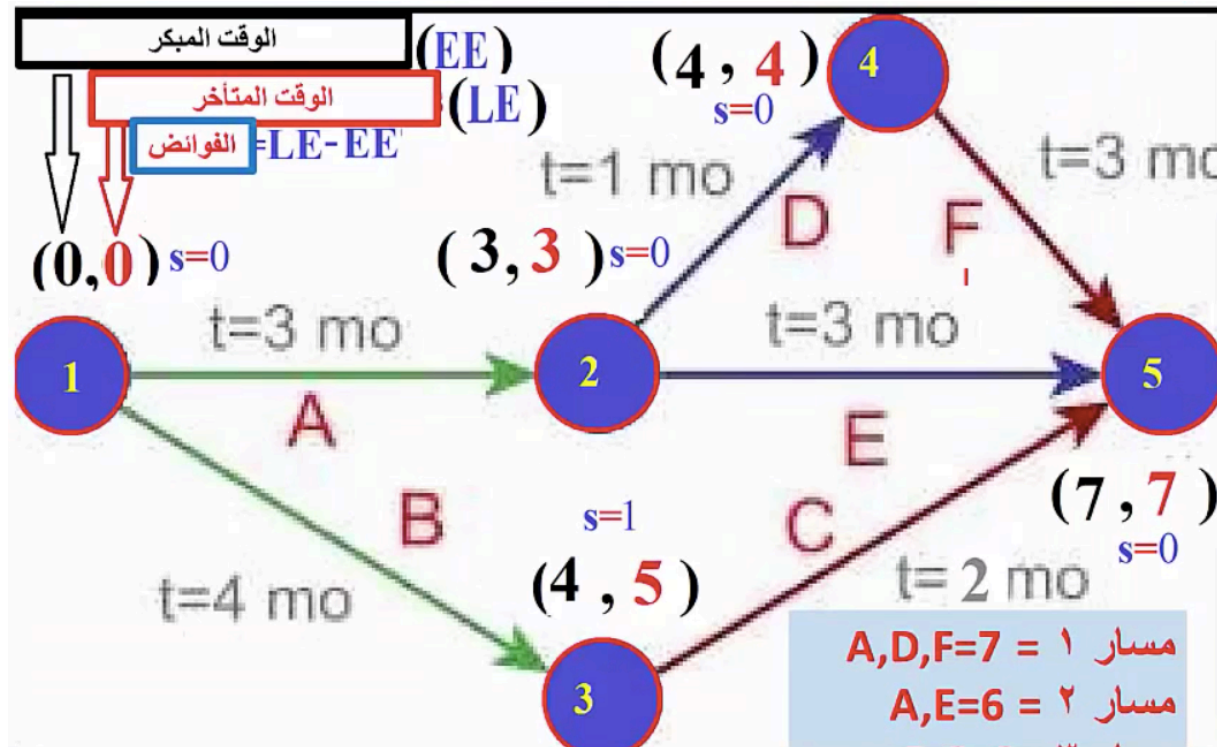 الوقت المبكر (EE)
الوقت المتأخر (LE)
الفوائض =LE-EE
(0,0) s=0
(3,3) s=0
(4,4)
s=0
4
t=1 mo
t=3 mo
D
F
t=3 mo
t=3 mo
1
2
5
A
E
B
s=1
C
(7,7)
s=0
t=4 mo
(4,5)
t=2 mo
3
مسار ١ = A,D,F=7
مسار ٢ = A,E=6